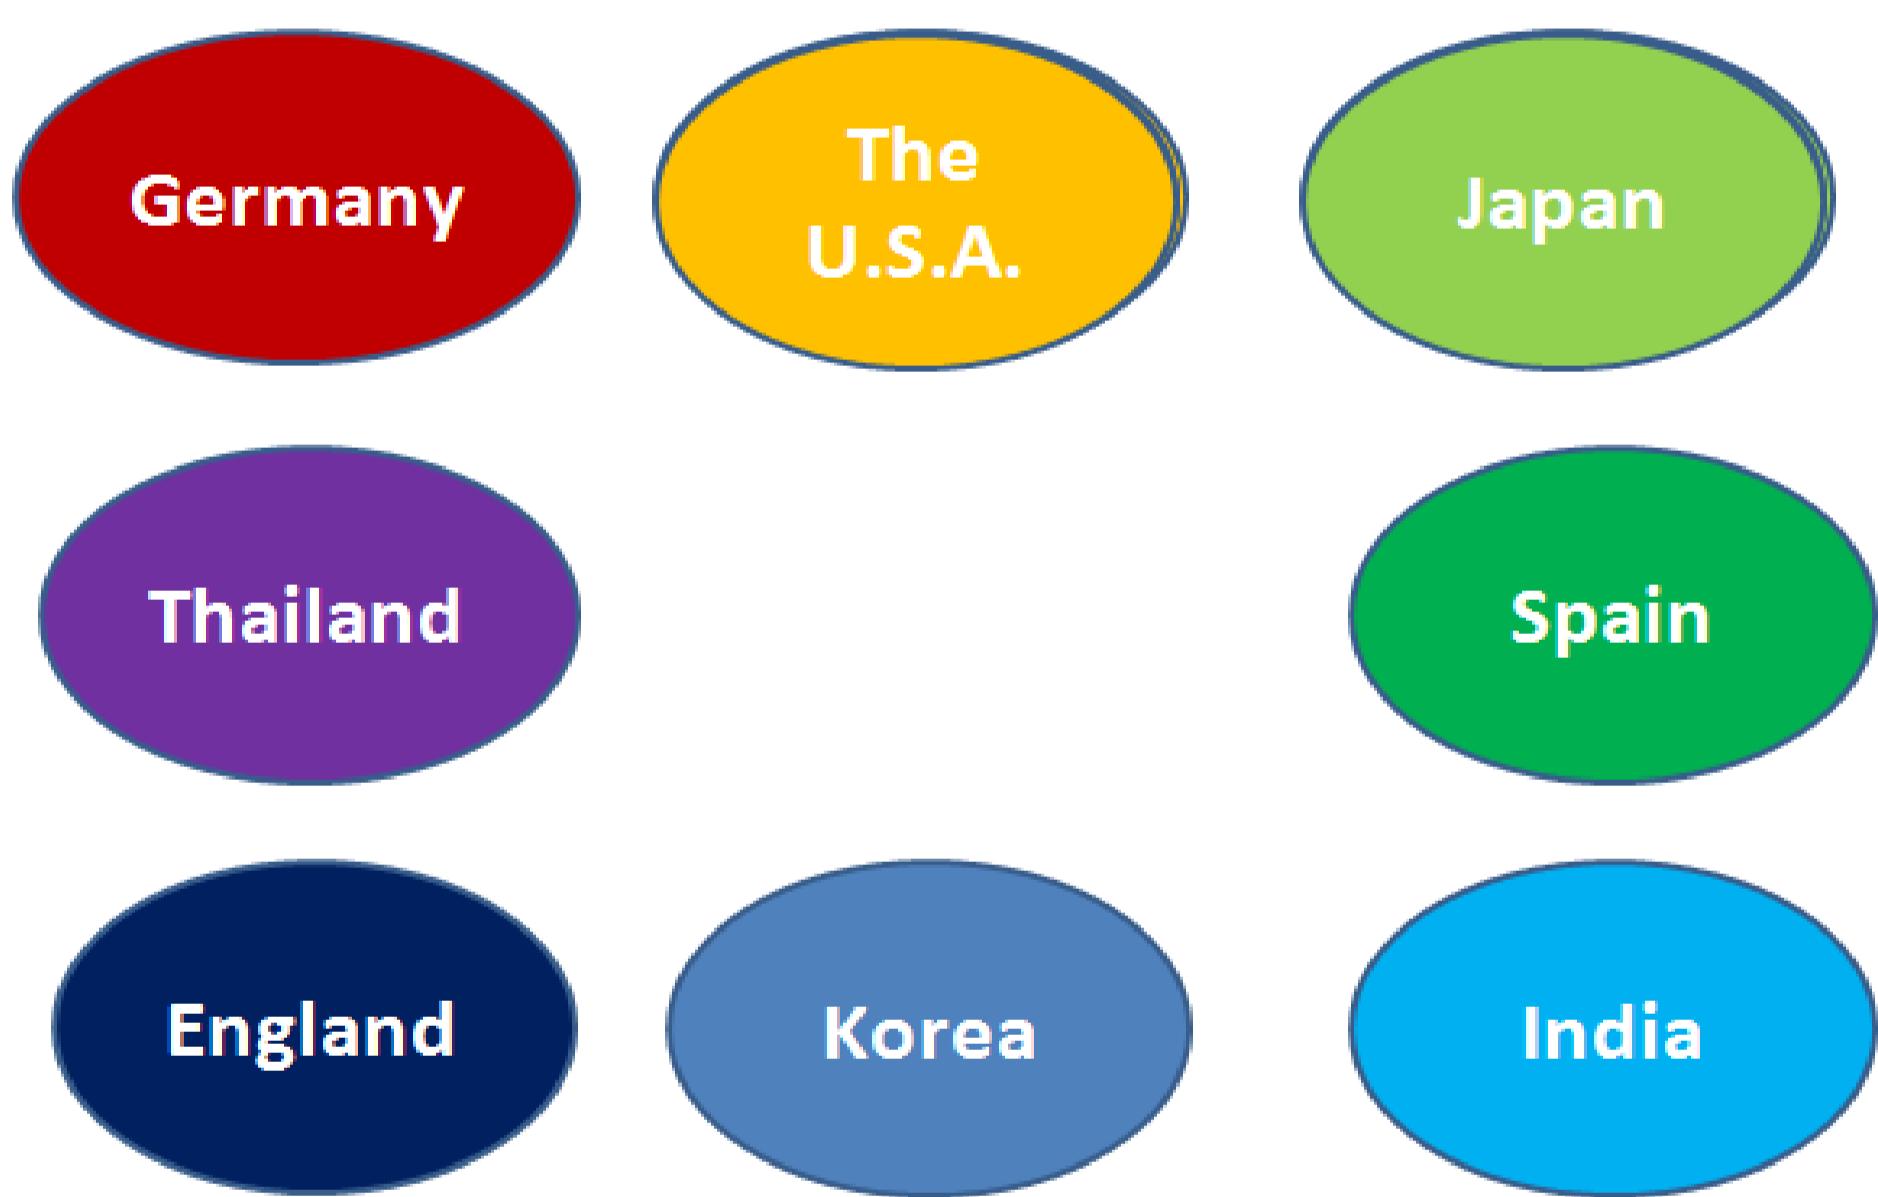 Germany
The
U.S.A.
Japan
Thailand
Spain
England
Korea
India